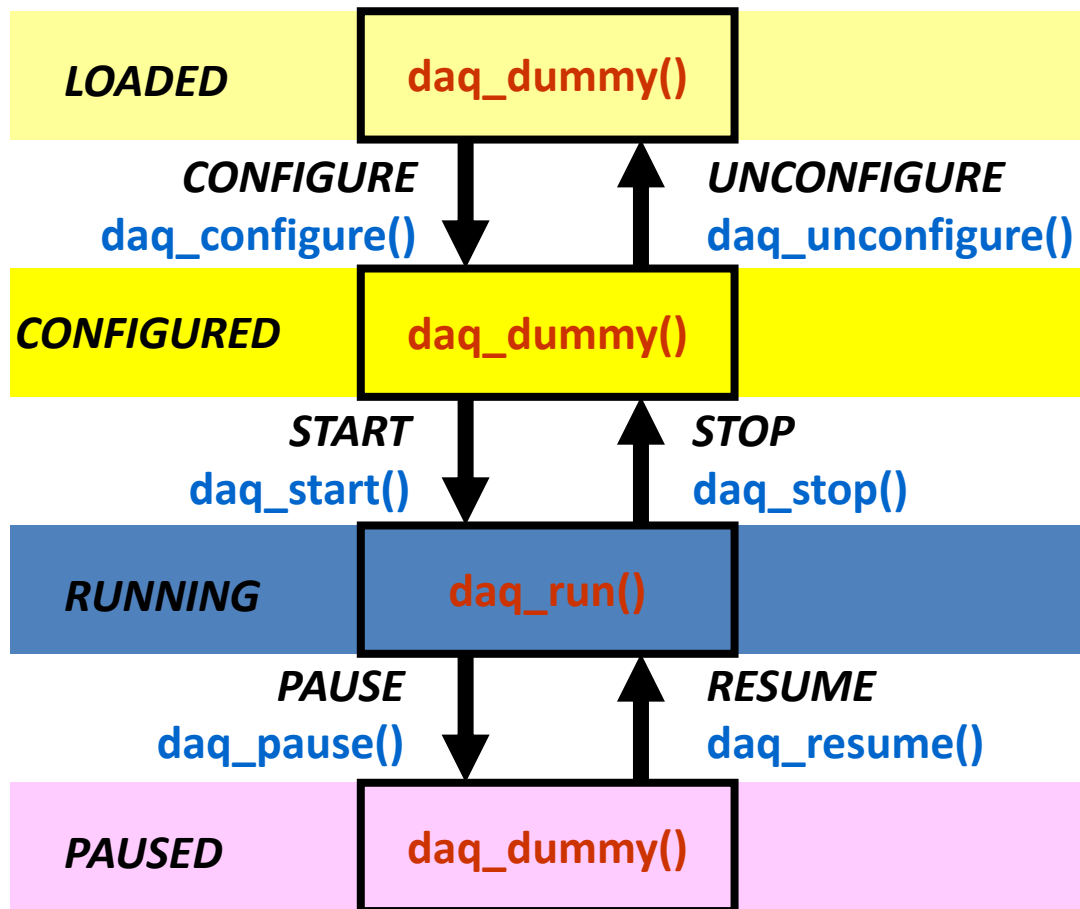 LOADED
daq_dummy()
CONFIGURE
UNCONFIGURE
daq_configure()
daq_unconfigure()
CONFIGURED
daq_dummy()
START
STOP
daq_start()
daq_stop()
RUNNING
daq_run()
PAUSE
RESUME
daq_pause()
daq_resume()
PAUSED
daq_dummy()